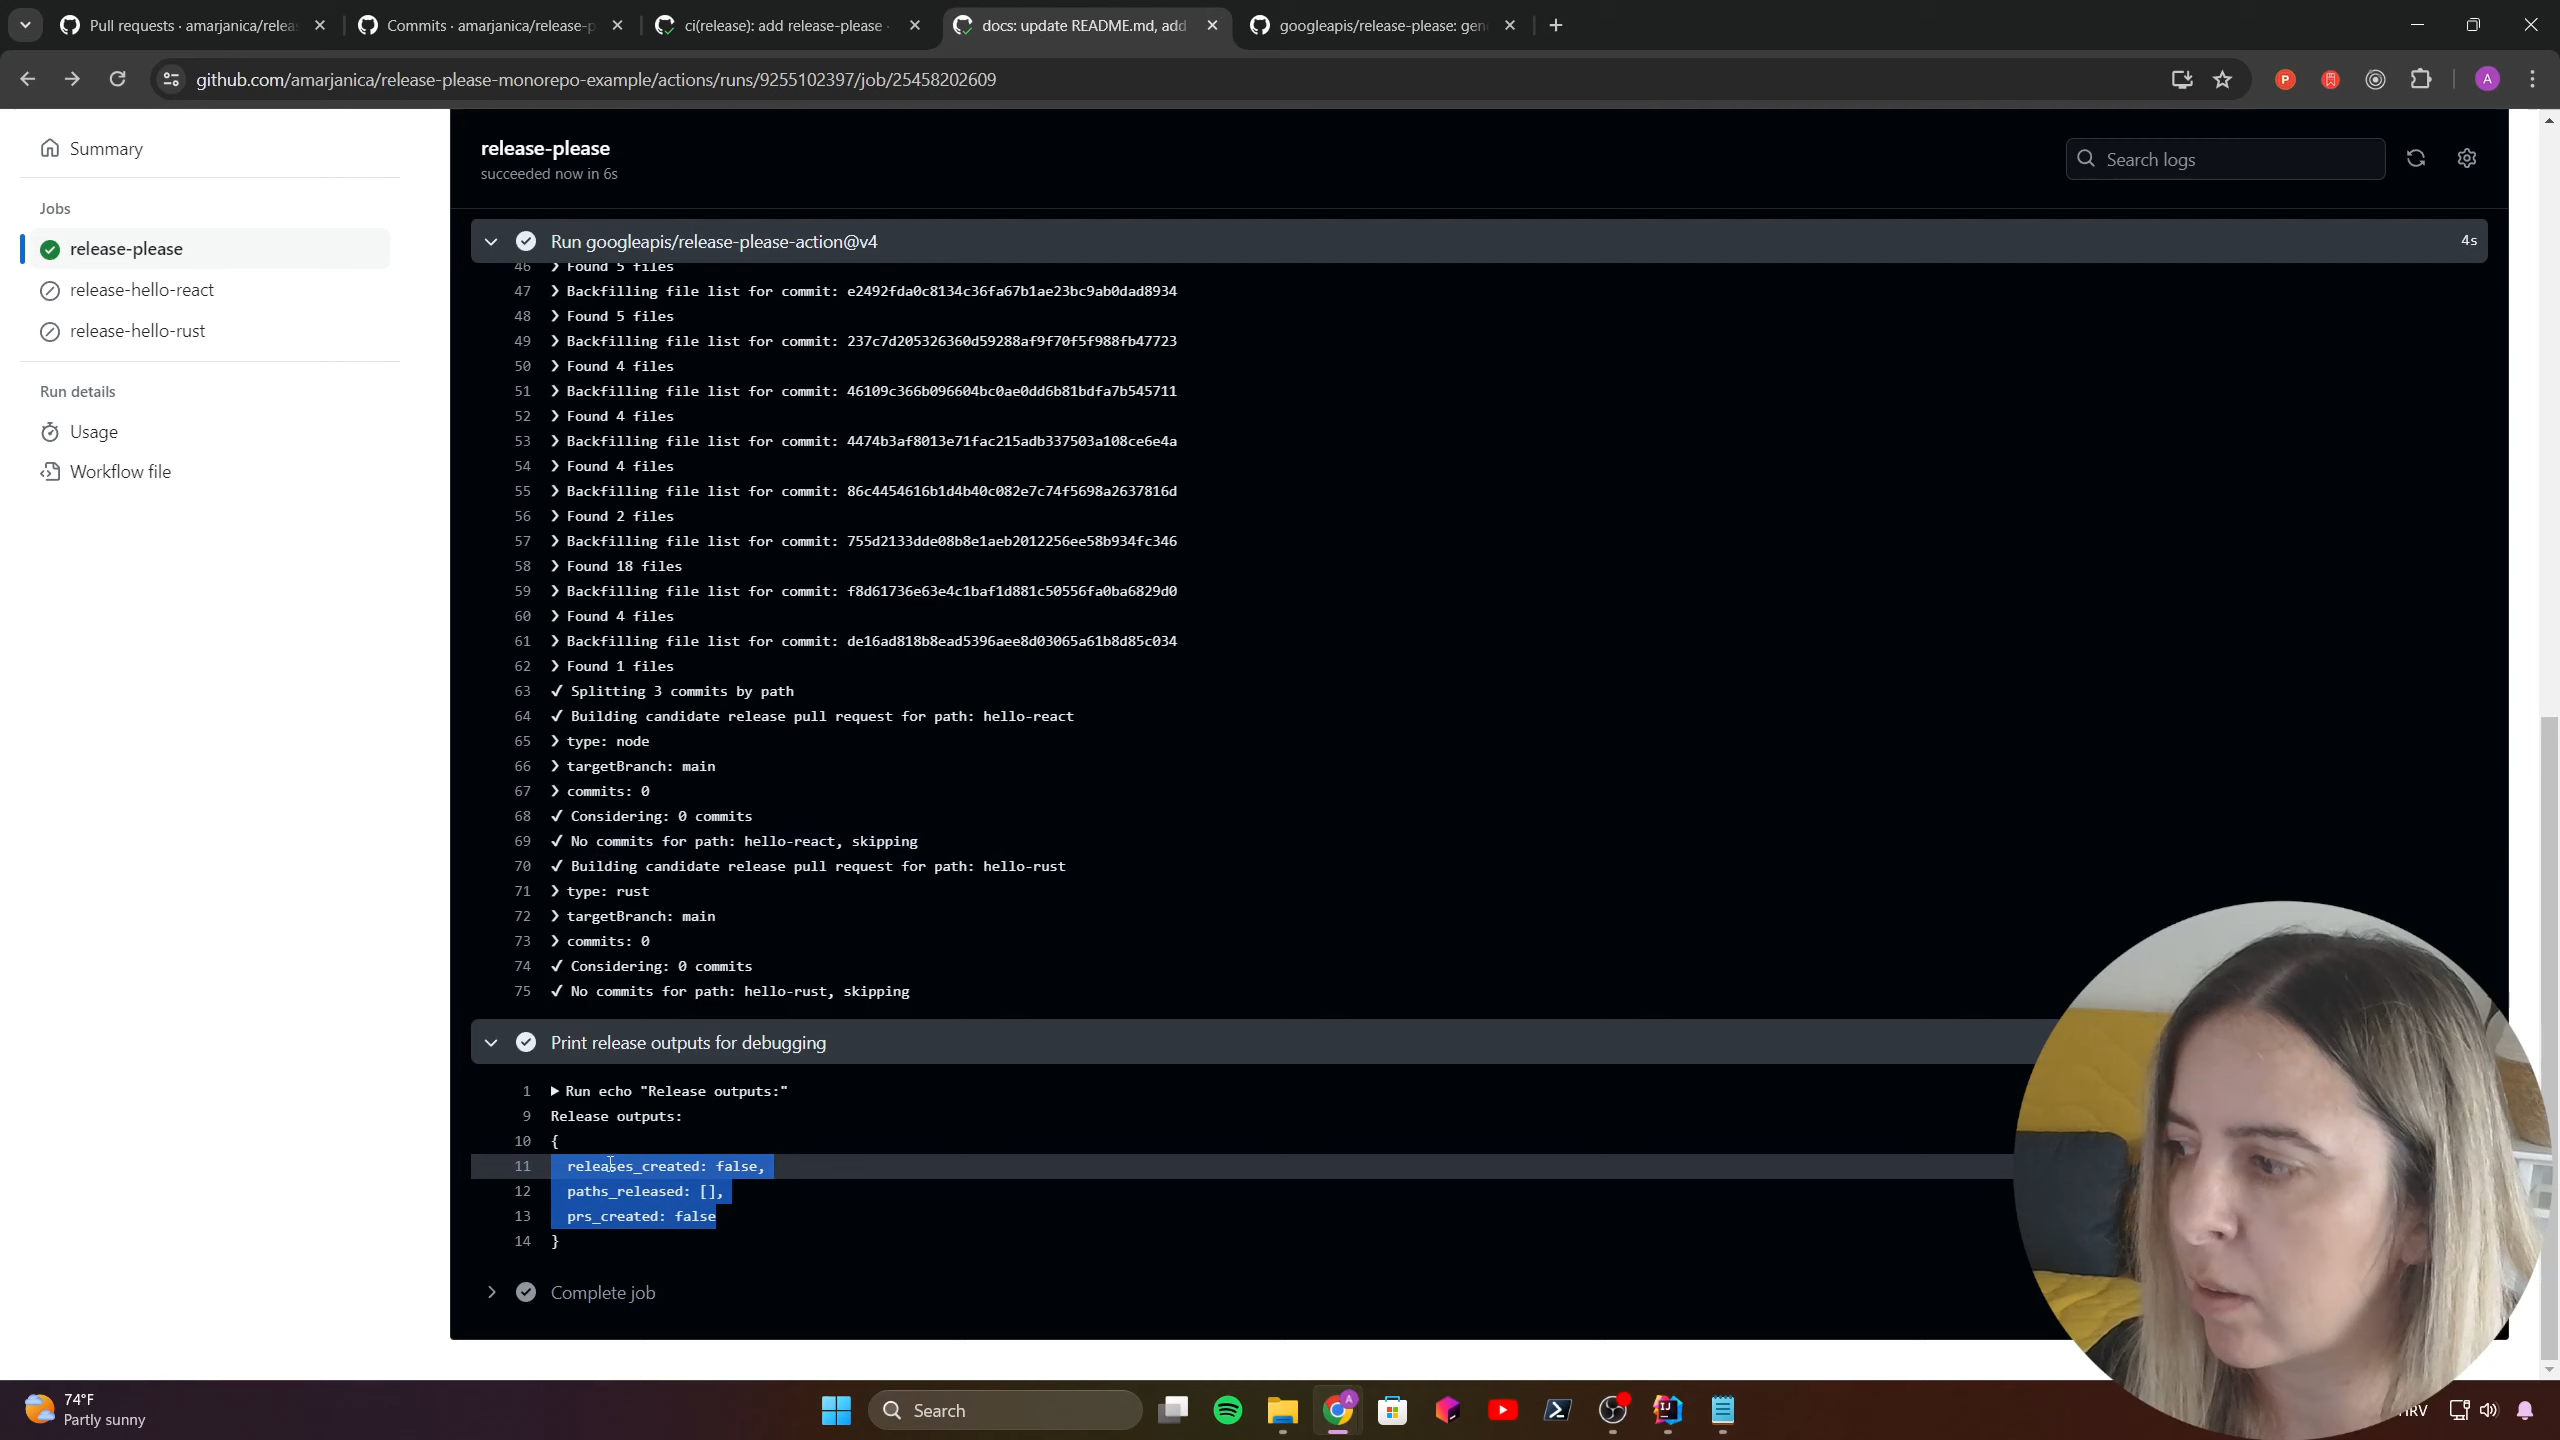 Pull requests · amarjanica/relea
Commits · amarjanica/release-p
ci(release): add release-please ·
docs: update README.md, add
googleapis/release-please: gen
github.com/amarjanica/release-please-monorepo-example/actions/runs/9255102397/job/25458202609
P
A
Summary
Jobs
release-please
release-hello-react
release-hello-rust
Run details
Usage
Workflow file
release-please
succeeded now in 6s
Search logs
Run googleapis/release-please-action@v4
4s
46 Found 5 files
47 Backfilling file list for commit: e2492fda0c8134c36fa67b1ae23bc9ab0dad8934
48 Found 5 files
49 Backfilling file list for commit: 237c7d205326360d59288af9f70f5f988fb47723
50 Found 4 files
51 Backfilling file list for commit: 46109c366b096604bc0ae0dd6b81bdfa7b545711
52 Found 4 files
53 Backfilling file list for commit: 4474b3af8013e71fac215adb337503a108ce6e4a
54 Found 4 files
55 Backfilling file list for commit: 86c4454616b1d4b40c082e7c74f5698a2637816d
56 Found 2 files
57 Backfilling file list for commit: 755d2133dde08b8e1aeb2012256ee58b934fc346
58 Found 18 files
59 Backfilling file list for commit: f8d61736e63e4c1baf1d881c50556fa0ba6829d0
60 Found 4 files
61 Backfilling file list for commit: de16ad818b8ead5396aee8d03065a61b8d85c034
62 Found 1 files
63 ✓ Splitting 3 commits by path
64 ✓ Building candidate release pull request for path: hello-react
65 type: node
66 targetBranch: main
67 commits: 0
68 ✓ Considering: 0 commits
69 ✓ No commits for path: hello-react, skipping
70 ✓ Building candidate release pull request for path: hello-rust
71 type: rust
72 targetBranch: main
73 commits: 0
74 ✓ Considering: 0 commits
75 ✓ No commits for path: hello-rust, skipping
Print release outputs for debugging
1 Run echo "Release outputs:"
9 Release outputs:
10 {
11 releases_created: false,
12 paths_released: [],
13 prs_created: false
14 }
Complete job
74°F
Partly sunny
Search
HRV